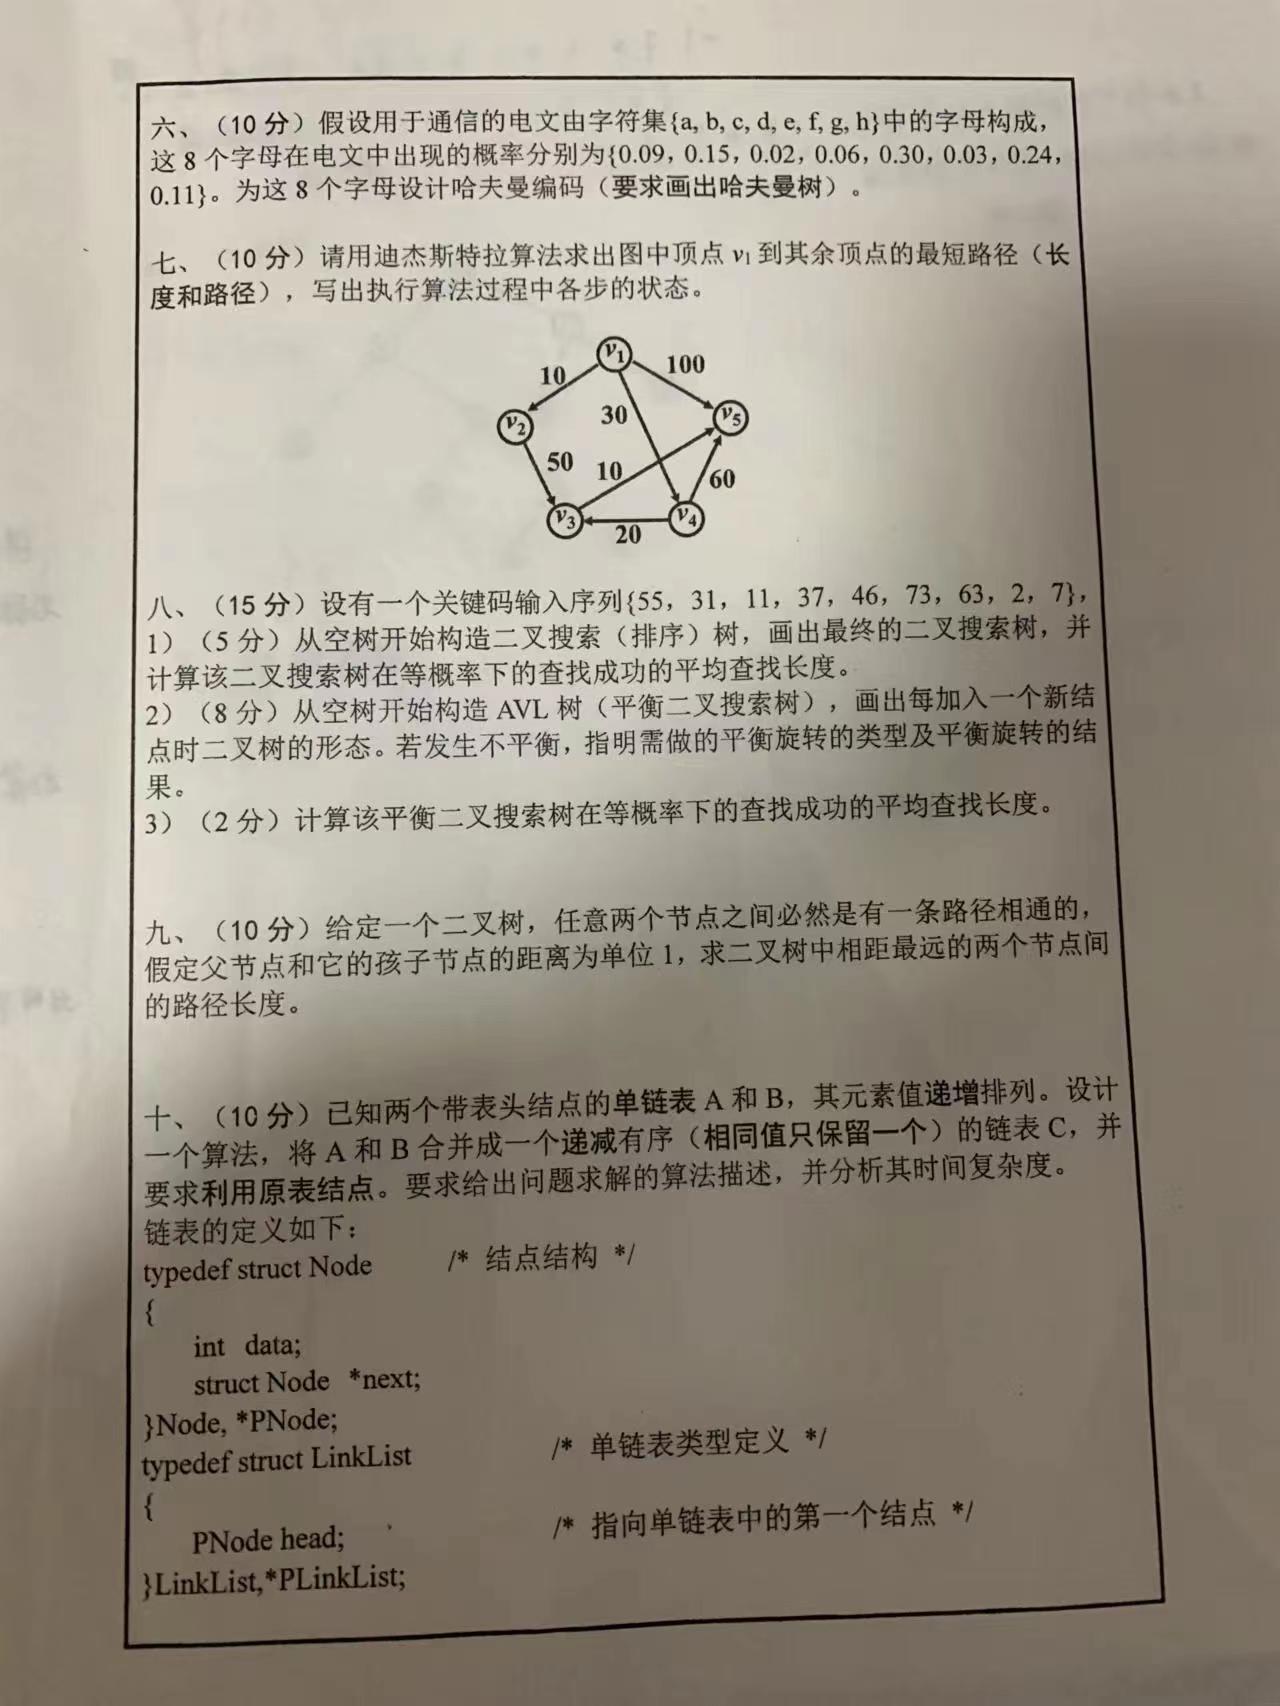 六、（10 分）假设用于通信的电文由字符集{a, b, c, d, e, f, g, h}中的字母构成，
这 8 个字母在电文中出现的概率分别为{0.09，0.15，0.02，0.06，0.30，0.03，0.24，
0.11}。为这 8 个字母设计哈夫曼编码（要求画出哈夫曼树）。
七、（10 分）请用迪杰斯特拉算法求出图中顶点 v1 到其余顶点的最短路径（长
度和路径），写出执行算法过程中各步的状态。
v1
10
100
v2
30
v5
50
10
60
v3
v4
20
八、（15 分）设有一个关键码输入序列{55，31，11，37，46，73，63，2，7}，
1）（5 分）从空树开始构造二叉搜索（排序）树，画出最终的二叉搜索树，并
计算该二叉搜索树在等概率下的查找成功的平均查找长度。
2）（8 分）从空树开始构造 AVL 树（平衡二叉搜索树），画出每加入一个新结
点时二叉树的形态。若发生不平衡，指明需做的平衡旋转的类型及平衡旋转的结
果。
3）（2 分）计算该平衡二叉搜索树在等概率下的查找成功的平均查找长度。
九、（10 分）给定一个二叉树，任意两个节点之间必然是有一条路径相通的，
假定父节点和它的孩子节点的距离为单位 1，求二叉树中相距最远的两个节点间
的路径长度。
十、（10 分）已知两个带表头结点的单链表 A 和 B，其元素值递增排列。设计
一个算法，将 A 和 B 合并成一个递减有序（相同值只保留一个）的链表 C，并
要求利用原表结点。要求给出问题求解的算法描述，并分析其时间复杂度。
链表的定义如下：
typedef struct Node /* 结点结构 */
{
int data;
struct Node *next;
}Node, *PNode;
typedef struct LinkList /* 单链表类型定义 */
{
PNode head; /* 指向单链表中的第一个结点 */
}LinkList,*PLinkList;